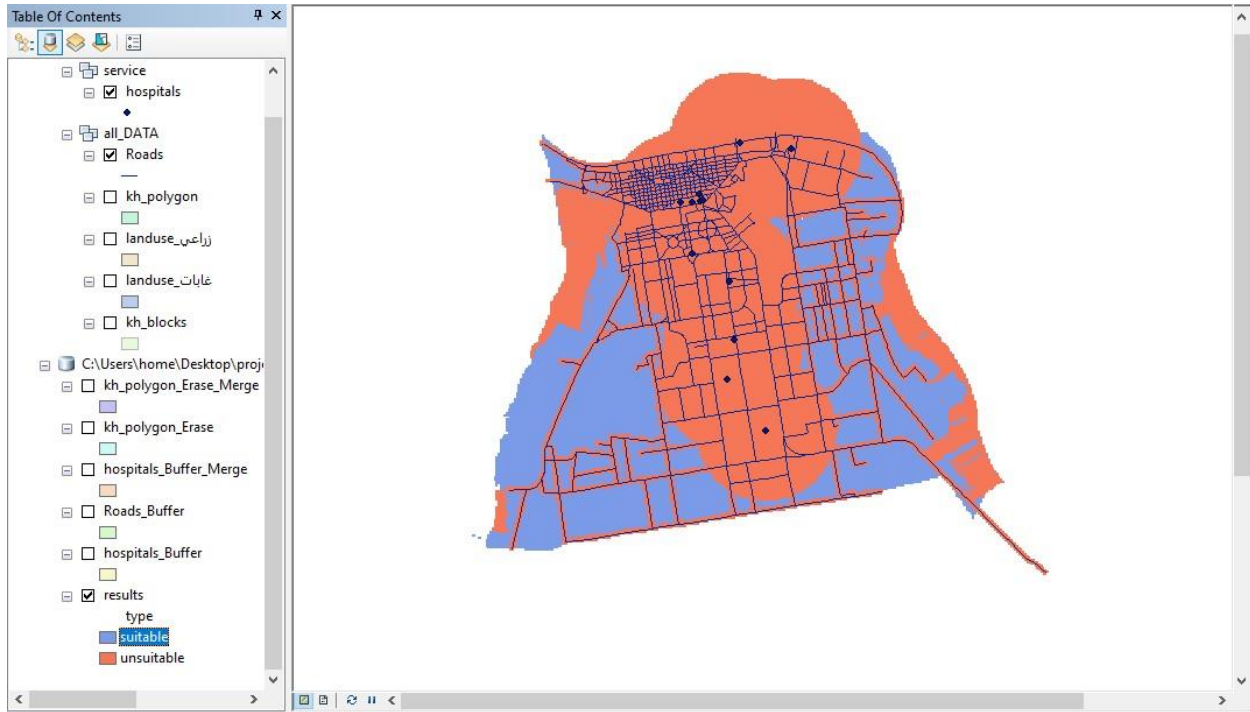 Table Of Contents
service
hospitals
all_DATA
Roads
kh_polygon
landuse_زراعي
landuse_غابات
kh_blocks
C:\Users\home\Desktop\proj
kh_polygon_Erase_Merge
kh_polygon_Erase
hospitals_Buffer_Merge
Roads_Buffer
hospitals_Buffer
results
type
suitable
unsuitable